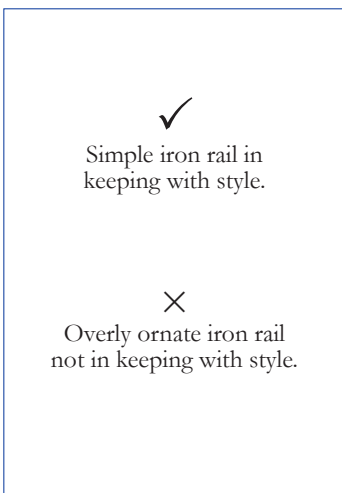 ✓
Simple iron rail in
keeping with style.
×
Overly ornate iron rail
not in keeping with style.